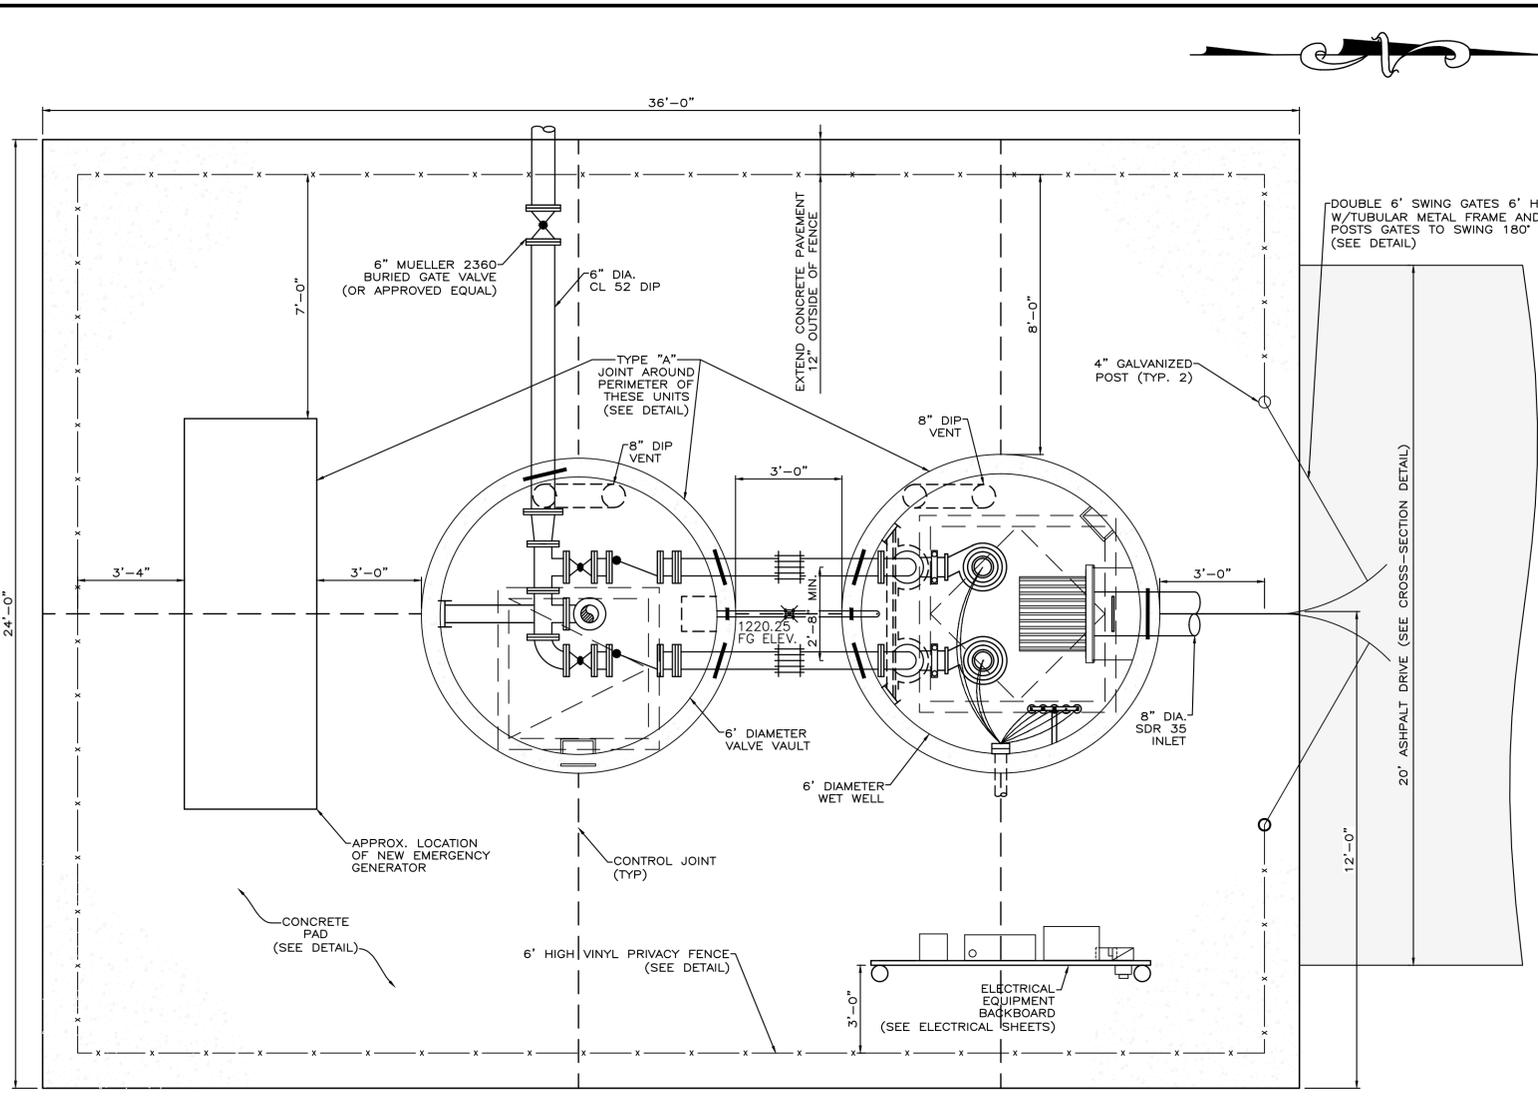 N
36'-0"
DOUBLE 6' SWING GATES 6' H
W/TUBULAR METAL FRAME AND
POSTS GATES TO SWING 180°
(SEE DETAIL)
6" MUELLER 2360
BURIED GATE VALVE
(OR APPROVED EQUAL)
6" DIA.
CL 52 DIP
7'-0"
EXTEND CONCRETE PAVEMENT
12" OUTSIDE OF FENCE
8'-0"
TYPE "A"
JOINT AROUND
PERIMETER OF
THESE UNITS
(SEE DETAIL)
4" GALVANIZED
POST (TYP. 2)
8" DIP
VENT
8" DIP
VENT
3'-0"
24'-0"
3'-4"
3'-0"
3'-0"
1220.25
FG ELEV.
2'-8" MIN.
20' ASHPALT DRIVE (SEE CROSS-SECTION DETAIL)
6' DIAMETER
VALVE VAULT
8" DIA.
SDR 35
INLET
6' DIAMETER
WET WELL
APPROX. LOCATION
OF NEW EMERGENCY
GENERATOR
CONTROL JOINT
(TYP)
12'-0"
CONCRETE
PAD
(SEE DETAIL)
6' HIGH VINYL PRIVACY FENCE
(SEE DETAIL)
3'-0"
ELECTRICAL
EQUIPMENT
BACKBOARD
(SEE ELECTRICAL SHEETS)